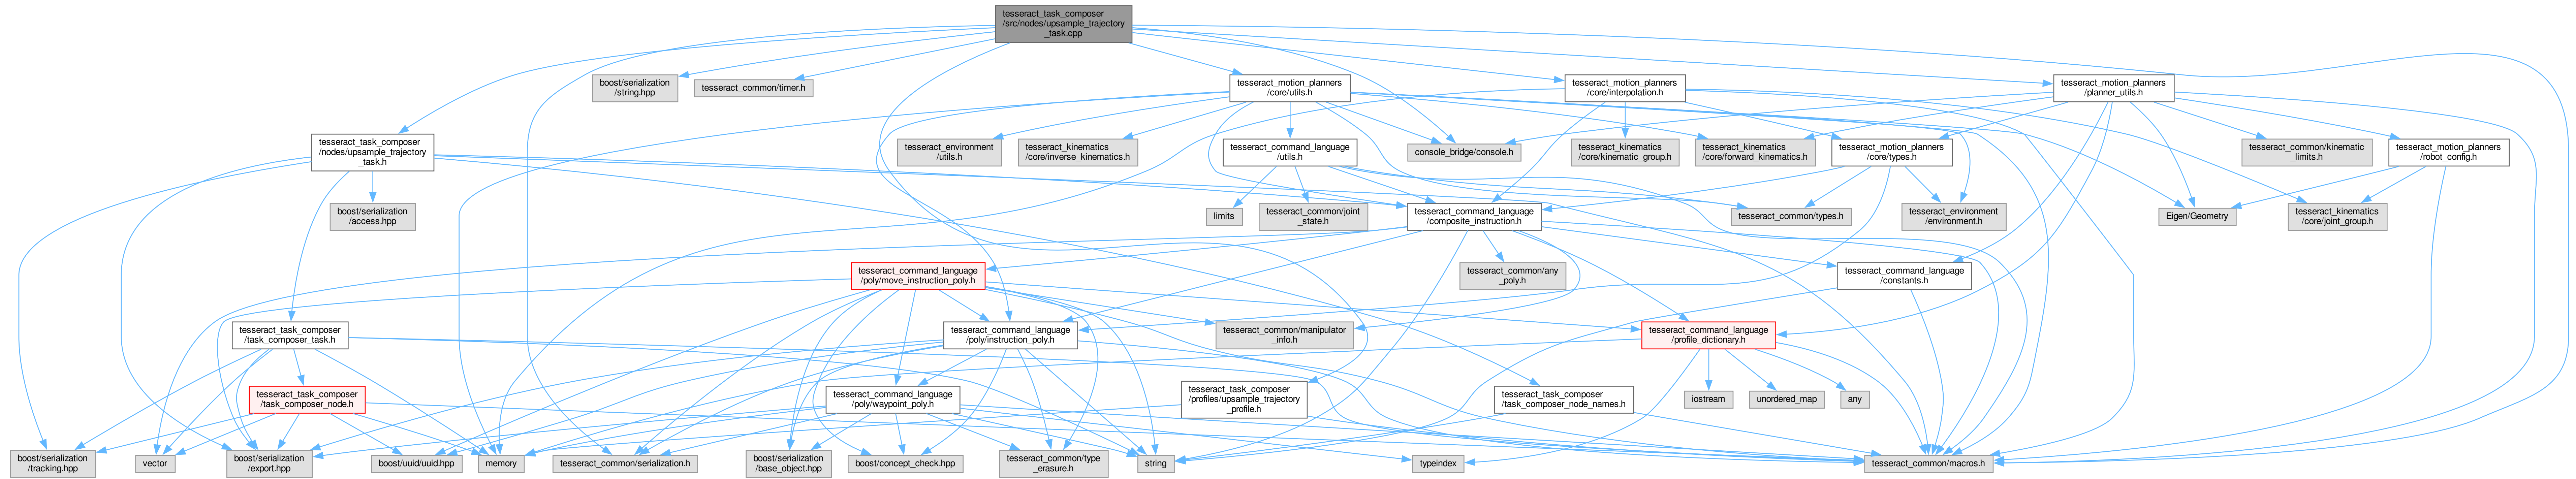 tesseract_task_composer
/src/nodes/upsample_trajectory
_task.cpp
boost/serialization
/string.hpp
tesseract_common/timer.h
tesseract_motion_planners
/core/utils.h
tesseract_motion_planners
/core/interpolation.h
tesseract_motion_planners
/planner_utils.h
tesseract_task_composer
/nodes/upsample_trajectory
_task.h
tesseract_environment
/utils.h
tesseract_kinematics
/core/inverse_kinematics.h
tesseract_command_language
/utils.h
console_bridge/console.h
tesseract_kinematics
/core/kinematic_group.h
tesseract_kinematics
/core/forward_kinematics.h
tesseract_motion_planners
/core/types.h
tesseract_common/kinematic
_limits.h
tesseract_motion_planners
/robot_config.h
boost/serialization
/access.hpp
limits
tesseract_common/joint
_state.h
tesseract_command_language
/composite_instruction.h
tesseract_common/types.h
tesseract_environment
/environment.h
Eigen/Geometry
tesseract_kinematics
/core/joint_group.h
tesseract_command_language
/poly/move_instruction_poly.h
tesseract_common/any
_poly.h
tesseract_command_language
/constants.h
tesseract_task_composer
/task_composer_task.h
tesseract_command_language
/poly/instruction_poly.h
tesseract_common/manipulator
_info.h
tesseract_command_language
/profile_dictionary.h
tesseract_task_composer
/task_composer_node.h
tesseract_command_language
/poly/waypoint_poly.h
tesseract_task_composer
/profiles/upsample_trajectory
_profile.h
tesseract_task_composer
/task_composer_node_names.h
iostream
unordered_map
any
boost/serialization
/tracking.hpp
vector
boost/serialization
/export.hpp
boost/uuid/uuid.hpp
memory
tesseract_common/serialization.h
boost/serialization
/base_object.hpp
boost/concept_check.hpp
tesseract_common/type
_erasure.h
string
typeindex
tesseract_common/macros.h